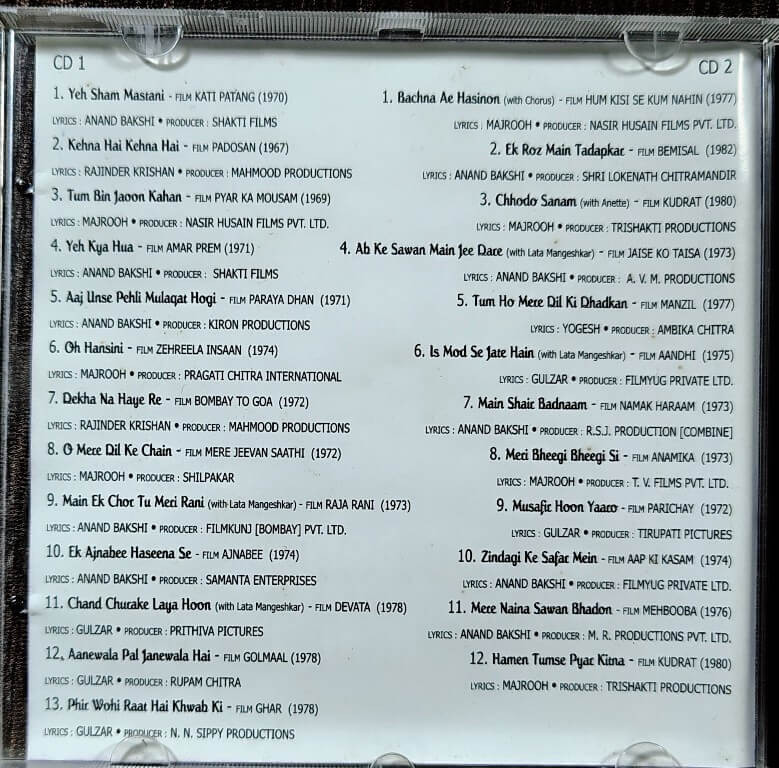 CD 1
1. Yeh Sham Mastani - FILM KATI PATANG (1970)
LYRICS : ANAND BAKSHI • PRODUCER : SHAKTI FILMS
2. Kehna Hai Kehna Hai - FILM PADOSAN (1967)
LYRICS : RAJINDER KRISHAN • PRODUCER : MAHMOOD PRODUCTIONS
3. Tum Bin Jaoon Kahan - FILM PYAR KA MOUSAM (1969)
LYRICS : MAJROOH • PRODUCER : NASIR HUSAIN FILMS PVT. LTD.
4. Yeh Kya Hua - FILM AMAR PREM (1971)
LYRICS : ANAND BAKSHI • PRODUCER : SHAKTI FILMS
5. Aaj Unse Pehli Mulaqat Hogi - FILM PARAYA DHAN (1971)
LYRICS : ANAND BAKSHI • PRODUCER : KIRON PRODUCTIONS
6. Oh Hansini - FILM ZEHREELA INSAAN (1974)
LYRICS : MAJROOH • PRODUCER : PRAGATI CHITRA INTERNATIONAL
7. Dekha Na Haye Re - FILM BOMBAY TO GOA (1972)
LYRICS : RAJINDER KRISHAN • PRODUCER : MAHMOOD PRODUCTIONS
8. O Mere Dil Ke Chain - FILM MERE JEEVAN SAATHI (1972)
LYRICS : MAJROOH • PRODUCER : SHILPAKAR
9. Main Ek Chor Tu Meri Rani (with Lata Mangeshkar) - FILM RAJA RANI (1973)
LYRICS : ANAND BAKSHI • PRODUCER : FILMKUNJ [BOMBAY] PVT. LTD.
10. Ek Ajnabee Haseena Se - FILM AJNABEE (1974)
LYRICS : ANAND BAKSHI • PRODUCER : SAMANTA ENTERPRISES
11. Chand Churake Laya Hoon (with Lata Mangeshkar) - FILM DEVATA (1978)
LYRICS : GULZAR • PRODUCER : PRITHIVA PICTURES
12. Aanewala Pal Janewala Hai - FILM GOLMAAL (1978)
LYRICS : GULZAR • PRODUCER : RUPAM CHITRA
13. Phir Wohi Raat Hai Khwab Ki - FILM GHAR (1978)
LYRICS : GULZAR • PRODUCER : N. N. SIPPY PRODUCTIONS
CD 2
1. Bachna Ae Hasinon (with Chorus) - FILM HUM KISI SE KUM NAHIN (1977)
LYRICS : MAJROOH • PRODUCER : NASIR HUSAIN FILMS PVT. LTD.
2. Ek Roz Main Tadapkar - FILM BEMISAL (1982)
LYRICS : ANAND BAKSHI • PRODUCER : SHRI LOKENATH CHITRAMANDIR
3. Chhodo Sanam (with Anette) - FILM KUDRAT (1980)
LYRICS : MAJROOH • PRODUCER : TRISHAKTI PRODUCTIONS
4. Ab Ke Sawan Main Jee Dare (with Lata Mangeshkar) - FILM JAISE KO TAISA (1973)
LYRICS : ANAND BAKSHI • PRODUCER : A. V. M. PRODUCTIONS
5. Tum Ho Mere Dil Ki Dhadkan - FILM MANZIL (1977)
LYRICS : YOGESH • PRODUCER : AMBIKA CHITRA
6. Is Mod Se Jate Hain (with Lata Mangeshkar) - FILM AANDHI (1975)
LYRICS : GULZAR • PRODUCER : FILMYUG PRIVATE LTD.
7. Main Shair Badnaam - FILM NAMAK HARAAM (1973)
LYRICS : ANAND BAKSHI • PRODUCER : R.S.J. PRODUCTION [COMBINE]
8. Meri Bheegi Bheegi Si - FILM ANAMIKA (1973)
LYRICS : MAJROOH • PRODUCER : T. V. FILMS PVT. LTD.
9. Musafir Hoon Yaaro - FILM PARICHAY (1972)
LYRICS : GULZAR • PRODUCER : TIRUPATI PICTURES
10. Zindagi Ke Safar Mein - FILM AAP KI KASAM (1974)
LYRICS : ANAND BAKSHI • PRODUCER : FILMYUG PRIVATE LTD.
11. Mere Naina Sawan Bhadon - FILM MEHBOOBA (1976)
LYRICS : ANAND BAKSHI • PRODUCER : M. R. PRODUCTIONS PVT. LTD.
12. Hamen Tumse Pyar Kitna - FILM KUDRAT (1980)
LYRICS : MAJROOH • PRODUCER : TRISHAKTI PRODUCTIONS